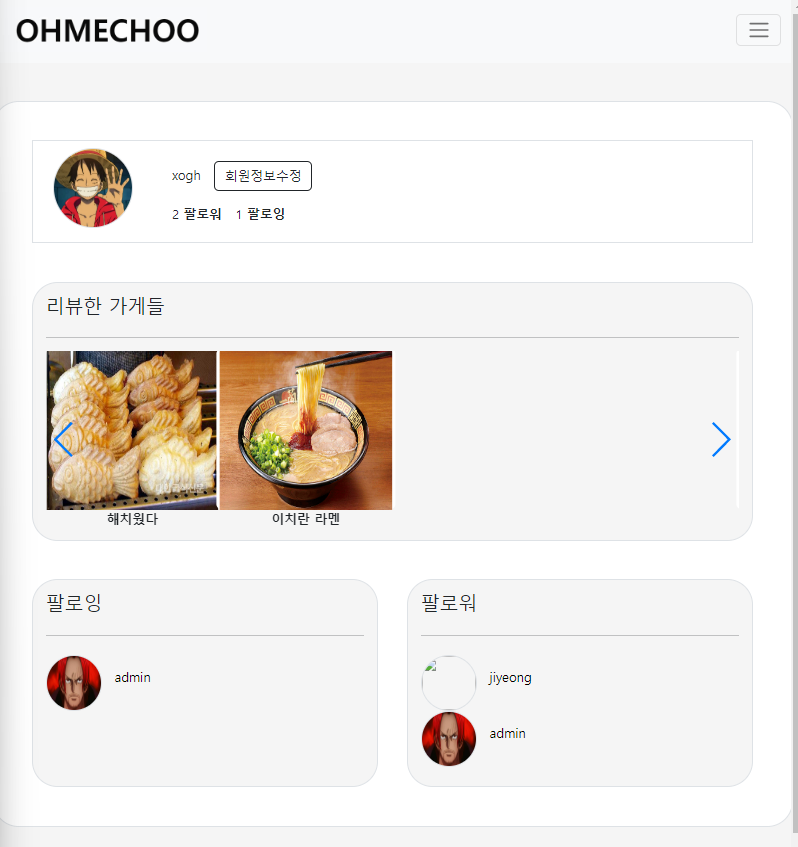 OHMECHOO
xogh 회원정보수정
2 팔로워 1 팔로잉
리뷰한 가게들
해치웠다 이치란 라멘
팔로잉
admin
팔로워
jiyeong
admin